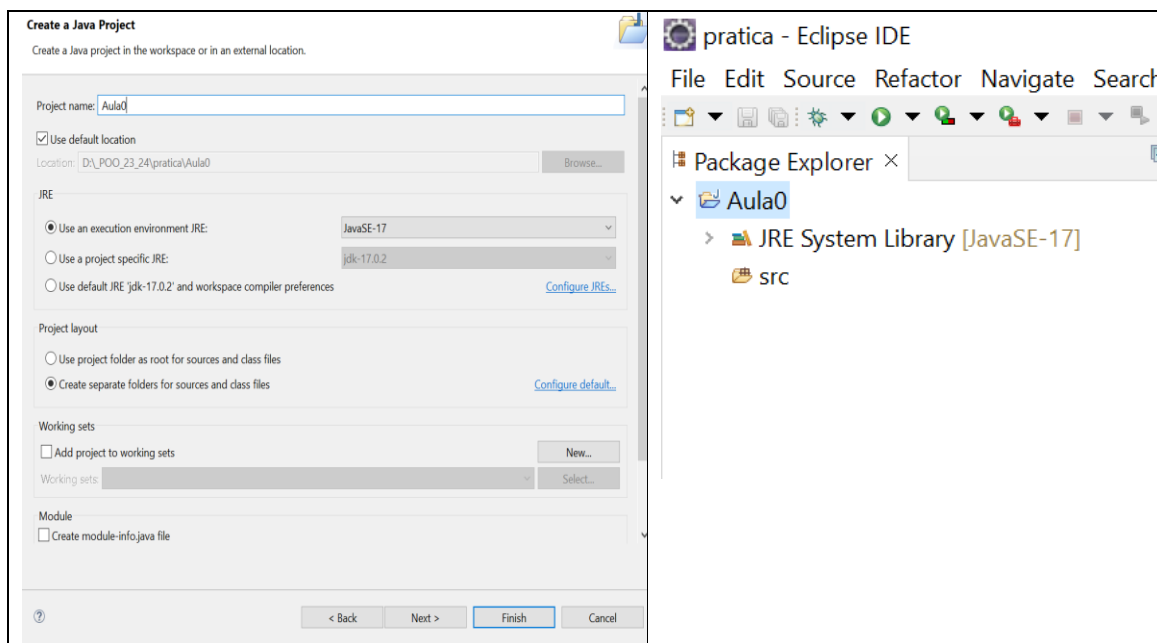 Create a Java Project
Create a Java project in the workspace or in an external location.
Project name: Aula0
Use default location
Location: D:\_POO_23_24\pratica\Aula0 Browse...
JRE
Use an execution environment JRE: JavaSE-17
Use a project specific JRE: jdk-17.0.2
Use default JRE 'jdk-17.0.2' and workspace compiler preferences Configure JREs...
Project layout
Use project folder as root for sources and class files
Create separate folders for sources and class files Configure default...
Working sets
Add project to working sets New...
Working sets: Select...
Module
Create module-info.java file
? < Back Next > Finish Cancel
pratica - Eclipse IDE
File Edit Source Refactor Navigate Search
Package Explorer
Aula0
JRE System Library [JavaSE-17]
src